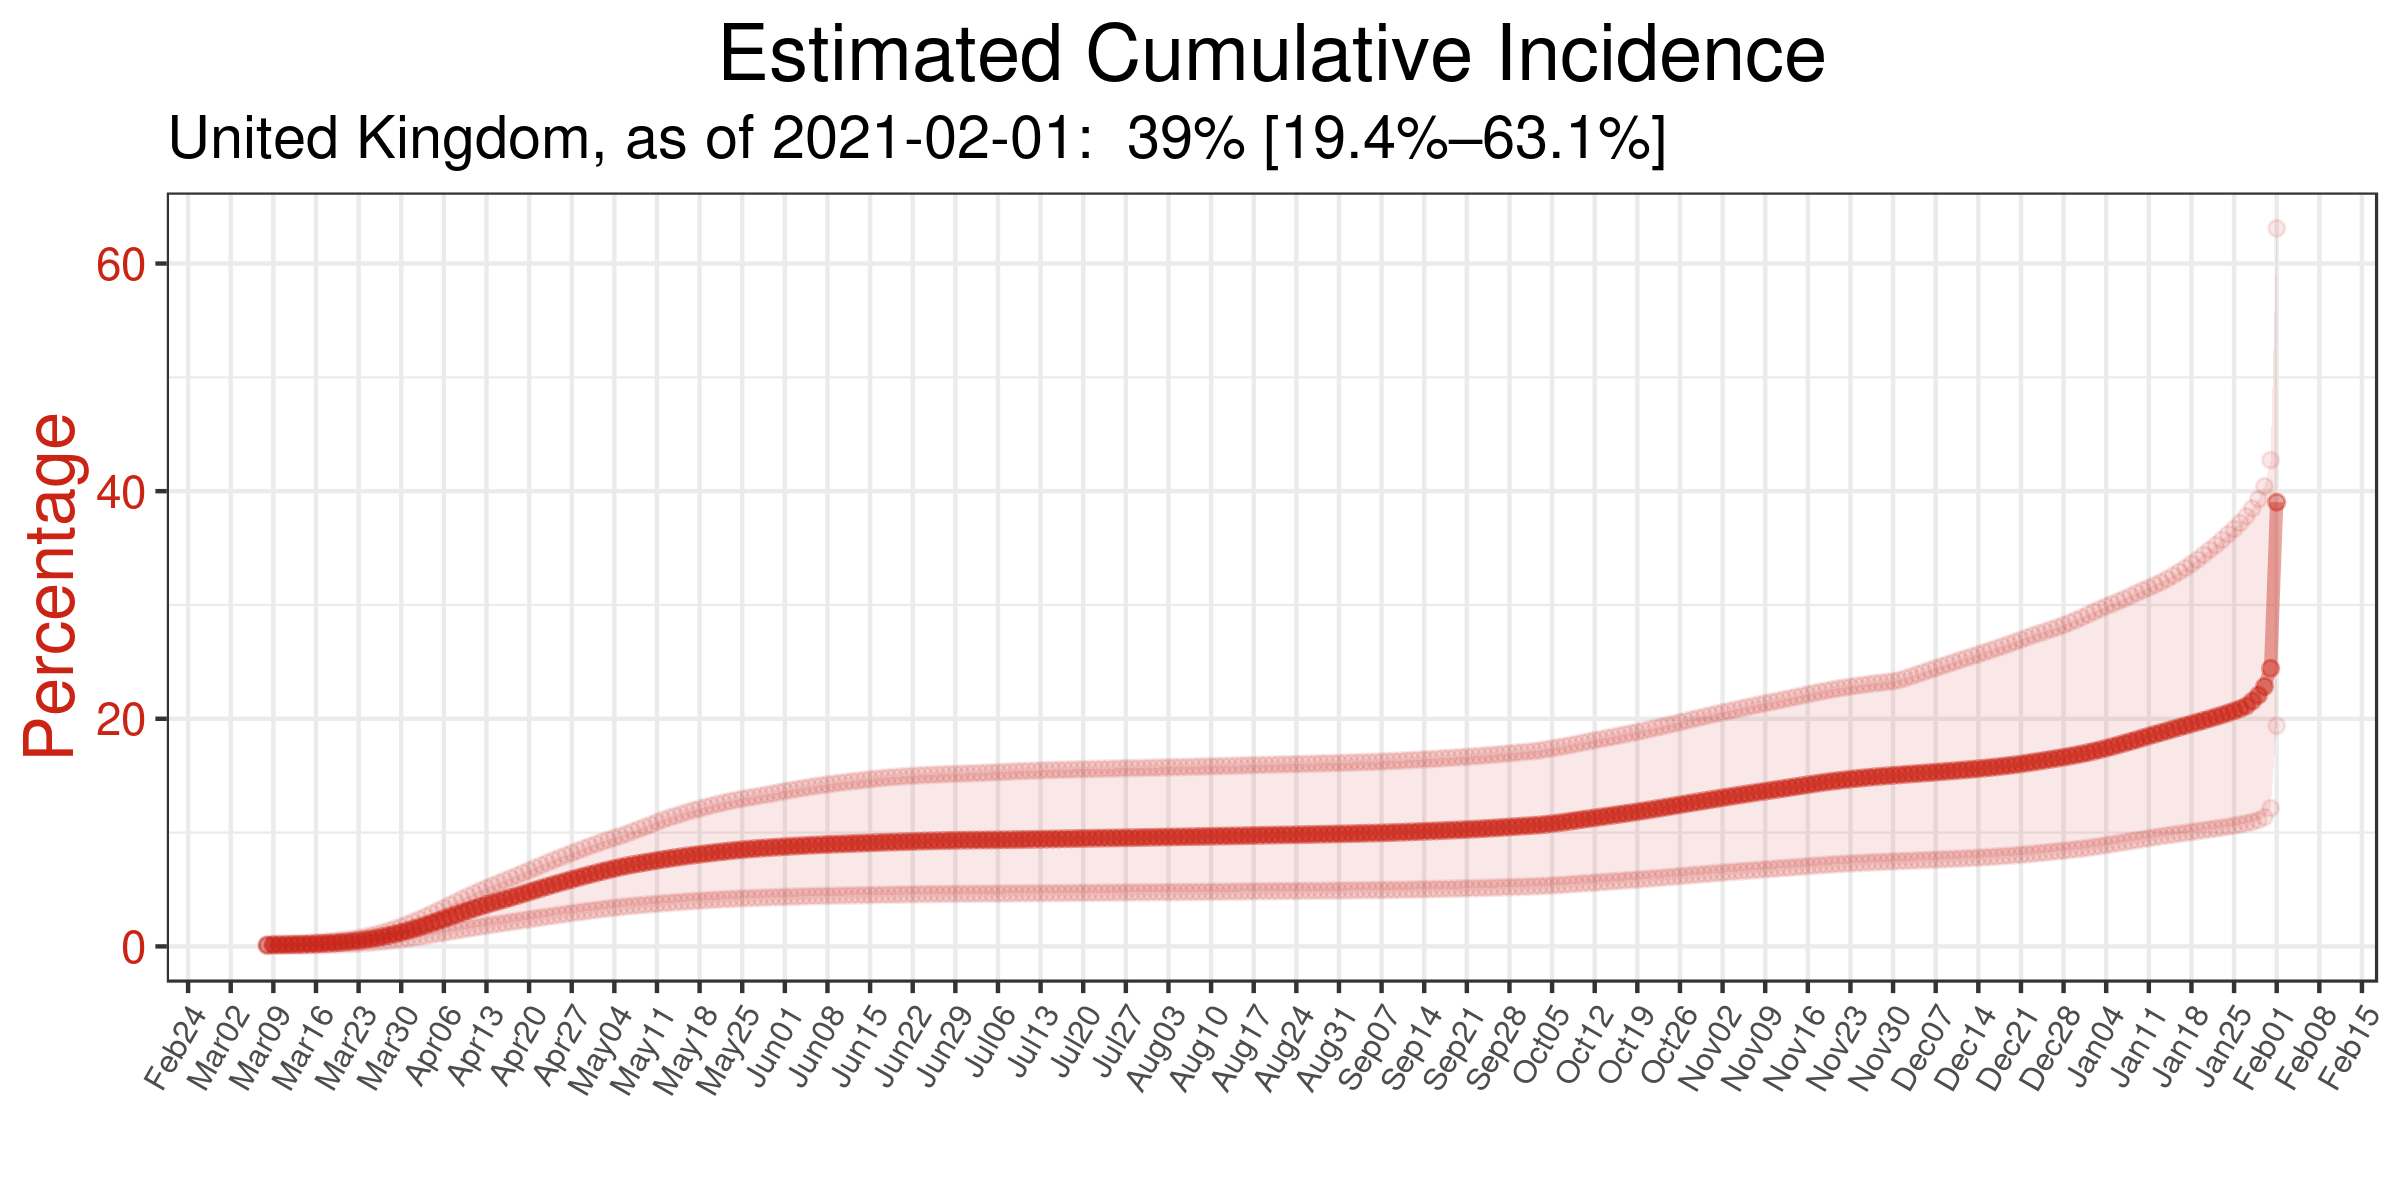 Estimated Cumulative Incidence
United Kingdom, as of 2021-02-01:  39% [19.4%–63.1%]
Percentage
60
40
20
0
Feb24
Mar02
Mar09
Mar16
Mar23
Mar30
Apr06
Apr13
Apr20
Apr27
May04
May11
May18
May25
Jun01
Jun08
Jun15
Jun22
Jun29
Jul06
Jul13
Jul20
Jul27
Aug03
Aug10
Aug17
Aug24
Aug31
Sep07
Sep14
Sep21
Sep28
Oct05
Oct12
Oct19
Oct26
Nov02
Nov09
Nov16
Nov23
Nov30
Dec07
Dec14
Dec21
Dec28
Jan04
Jan11
Jan18
Jan25
Feb01
Feb08
Feb15